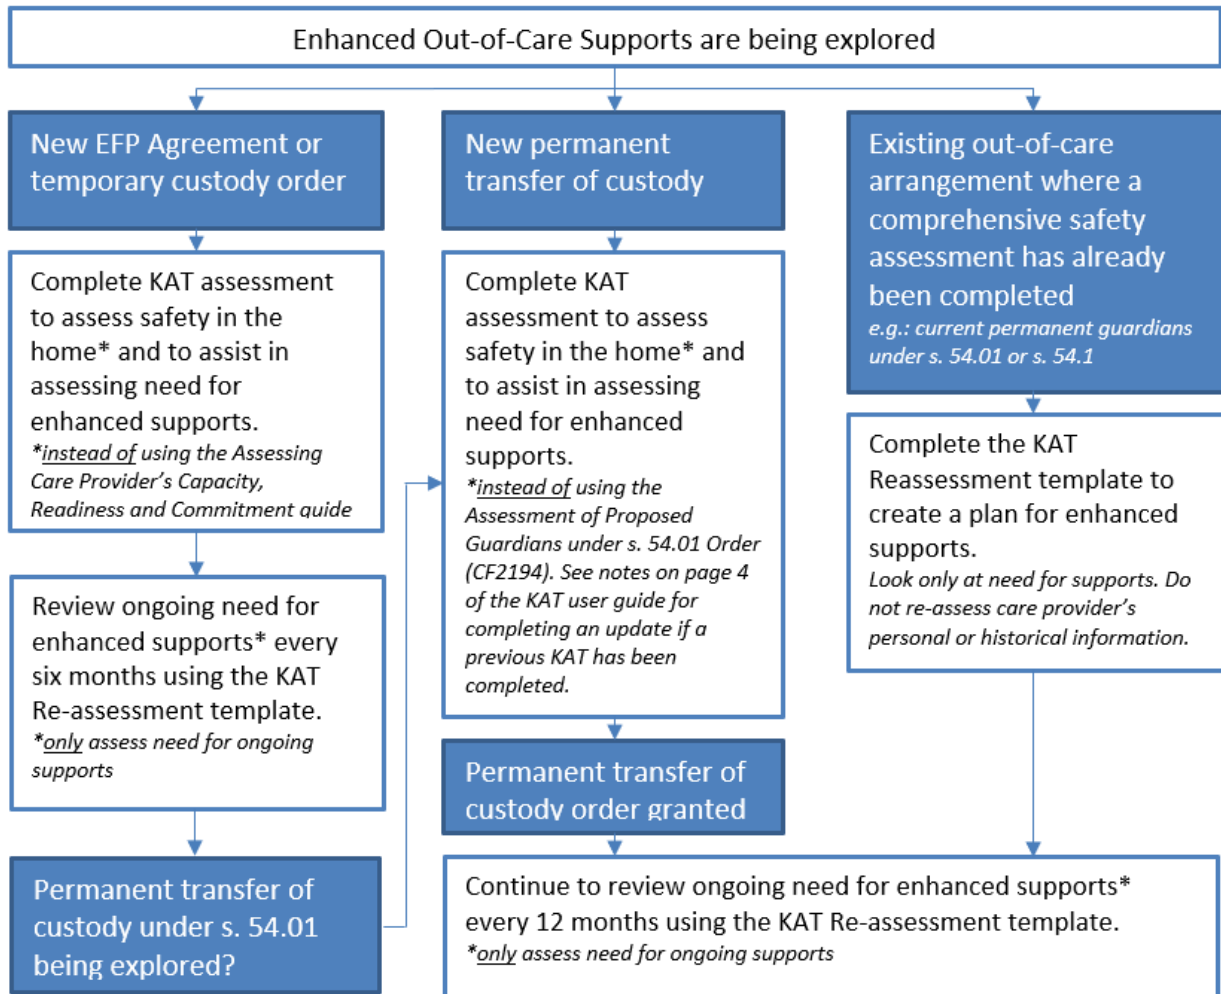 Enhanced Out-of-Care Supports are being explored
New EFP Agreement or
temporary custody order
Complete KAT assessment
to assess safety in the
home* and to assist in
assessing need for
enhanced supports.
*instead of using the Assessing
Care Provider's Capacity,
Readiness and Commitment guide
Review ongoing need for
enhanced supports* every
six months using the KAT
Re-assessment template.
*only assess need for ongoing
supports
Permanent transfer of
custody under s. 54.01
being explored?
New permanent
transfer of custody
Complete KAT
assessment to assess
safety in the home* and
to assist in assessing
need for enhanced
supports.
*instead of using the
Assessment of Proposed
Guardians under s. 54.01 Order
(CF2194). See notes on page 4
of the KAT user guide for
completing an update if a
previous KAT has been
completed.
Permanent transfer of
custody order granted
Existing out-of-care
arrangement where a
comprehensive safety
assessment has already
been completed
e.g.: current permanent guardians
under s. 54.01 or s. 54.1
Complete the KAT
Reassessment template to
create a plan for enhanced
supports.
Look only at need for supports. Do
not re-assess care provider's
personal or historical information.
Continue to review ongoing need for enhanced supports*
every 12 months using the KAT Re-assessment template.
*only assess need for ongoing supports